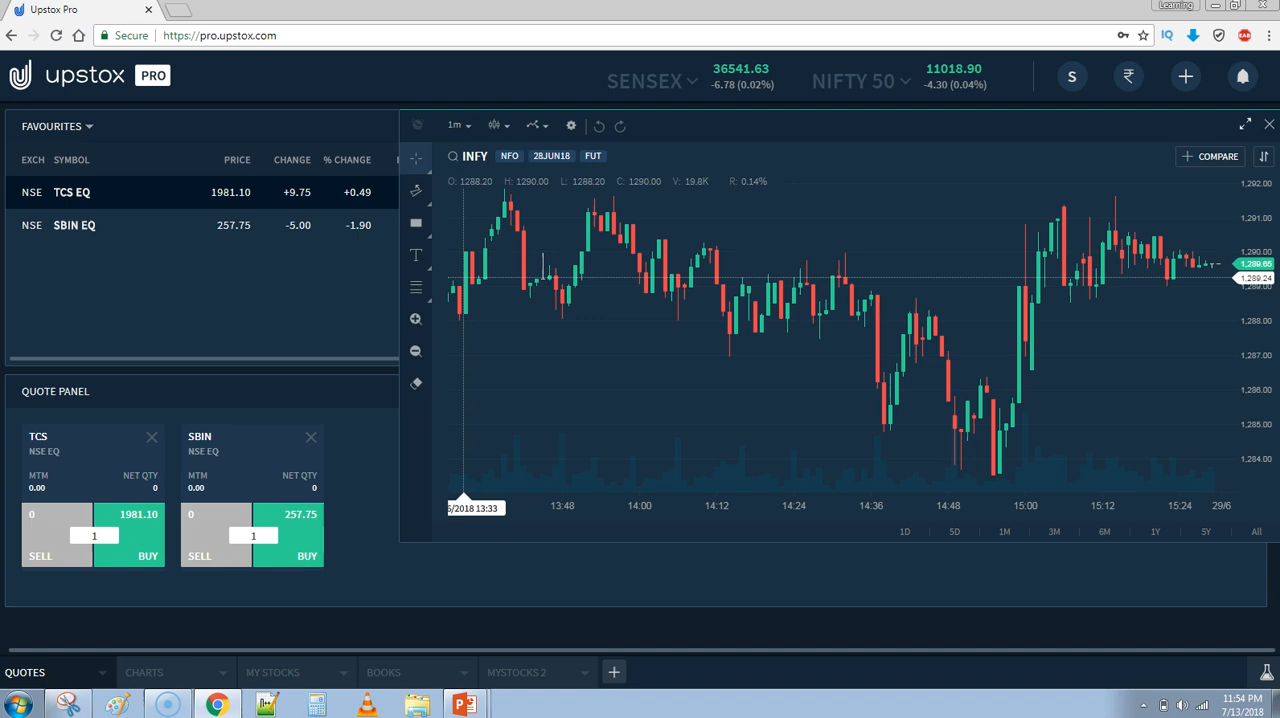 Upstox Pro
Learning
Secure https://pro.upstox.com
IQ
EAB
upstox PRO
SENSEX 36541.63 -6.78 (0.02%)
NIFTY 50 11018.90 -4.30 (0.04%)
S ₹
FAVOURITES
EXCH SYMBOL PRICE CHANGE % CHANGE
NSE TCS EQ 1981.10 +9.75 +0.49
NSE SBIN EQ 257.75 -5.00 -1.90
1m
INFY NFO 28JUN18 FUT
COMPARE
O: 1288.20 H: 1290.00 L: 1288.20 C: 1290.00 V: 19.8K R: 0.14%
T
1,292.00
1,291.00
1,290.00
1,289.65
1,289.24
1,289.00
1,288.00
1,287.00
1,286.00
1,285.00
1,284.00
6/2018 13:33 13:48 14:00 14:12 14:24 14:36 14:48 15:00 15:12 15:24 29/6
1D 5D 1M 3M 6M 1Y 5Y All
QUOTE PANEL
TCS
NSE EQ
MTM NET QTY
0.00 0
0 1981.10
1
SELL BUY
SBIN
NSE EQ
MTM NET QTY
0.00 0
0 257.75
1
SELL BUY
QUOTES CHARTS MY STOCKS BOOKS MYSTOCKS 2
11:54 PM
7/13/2018